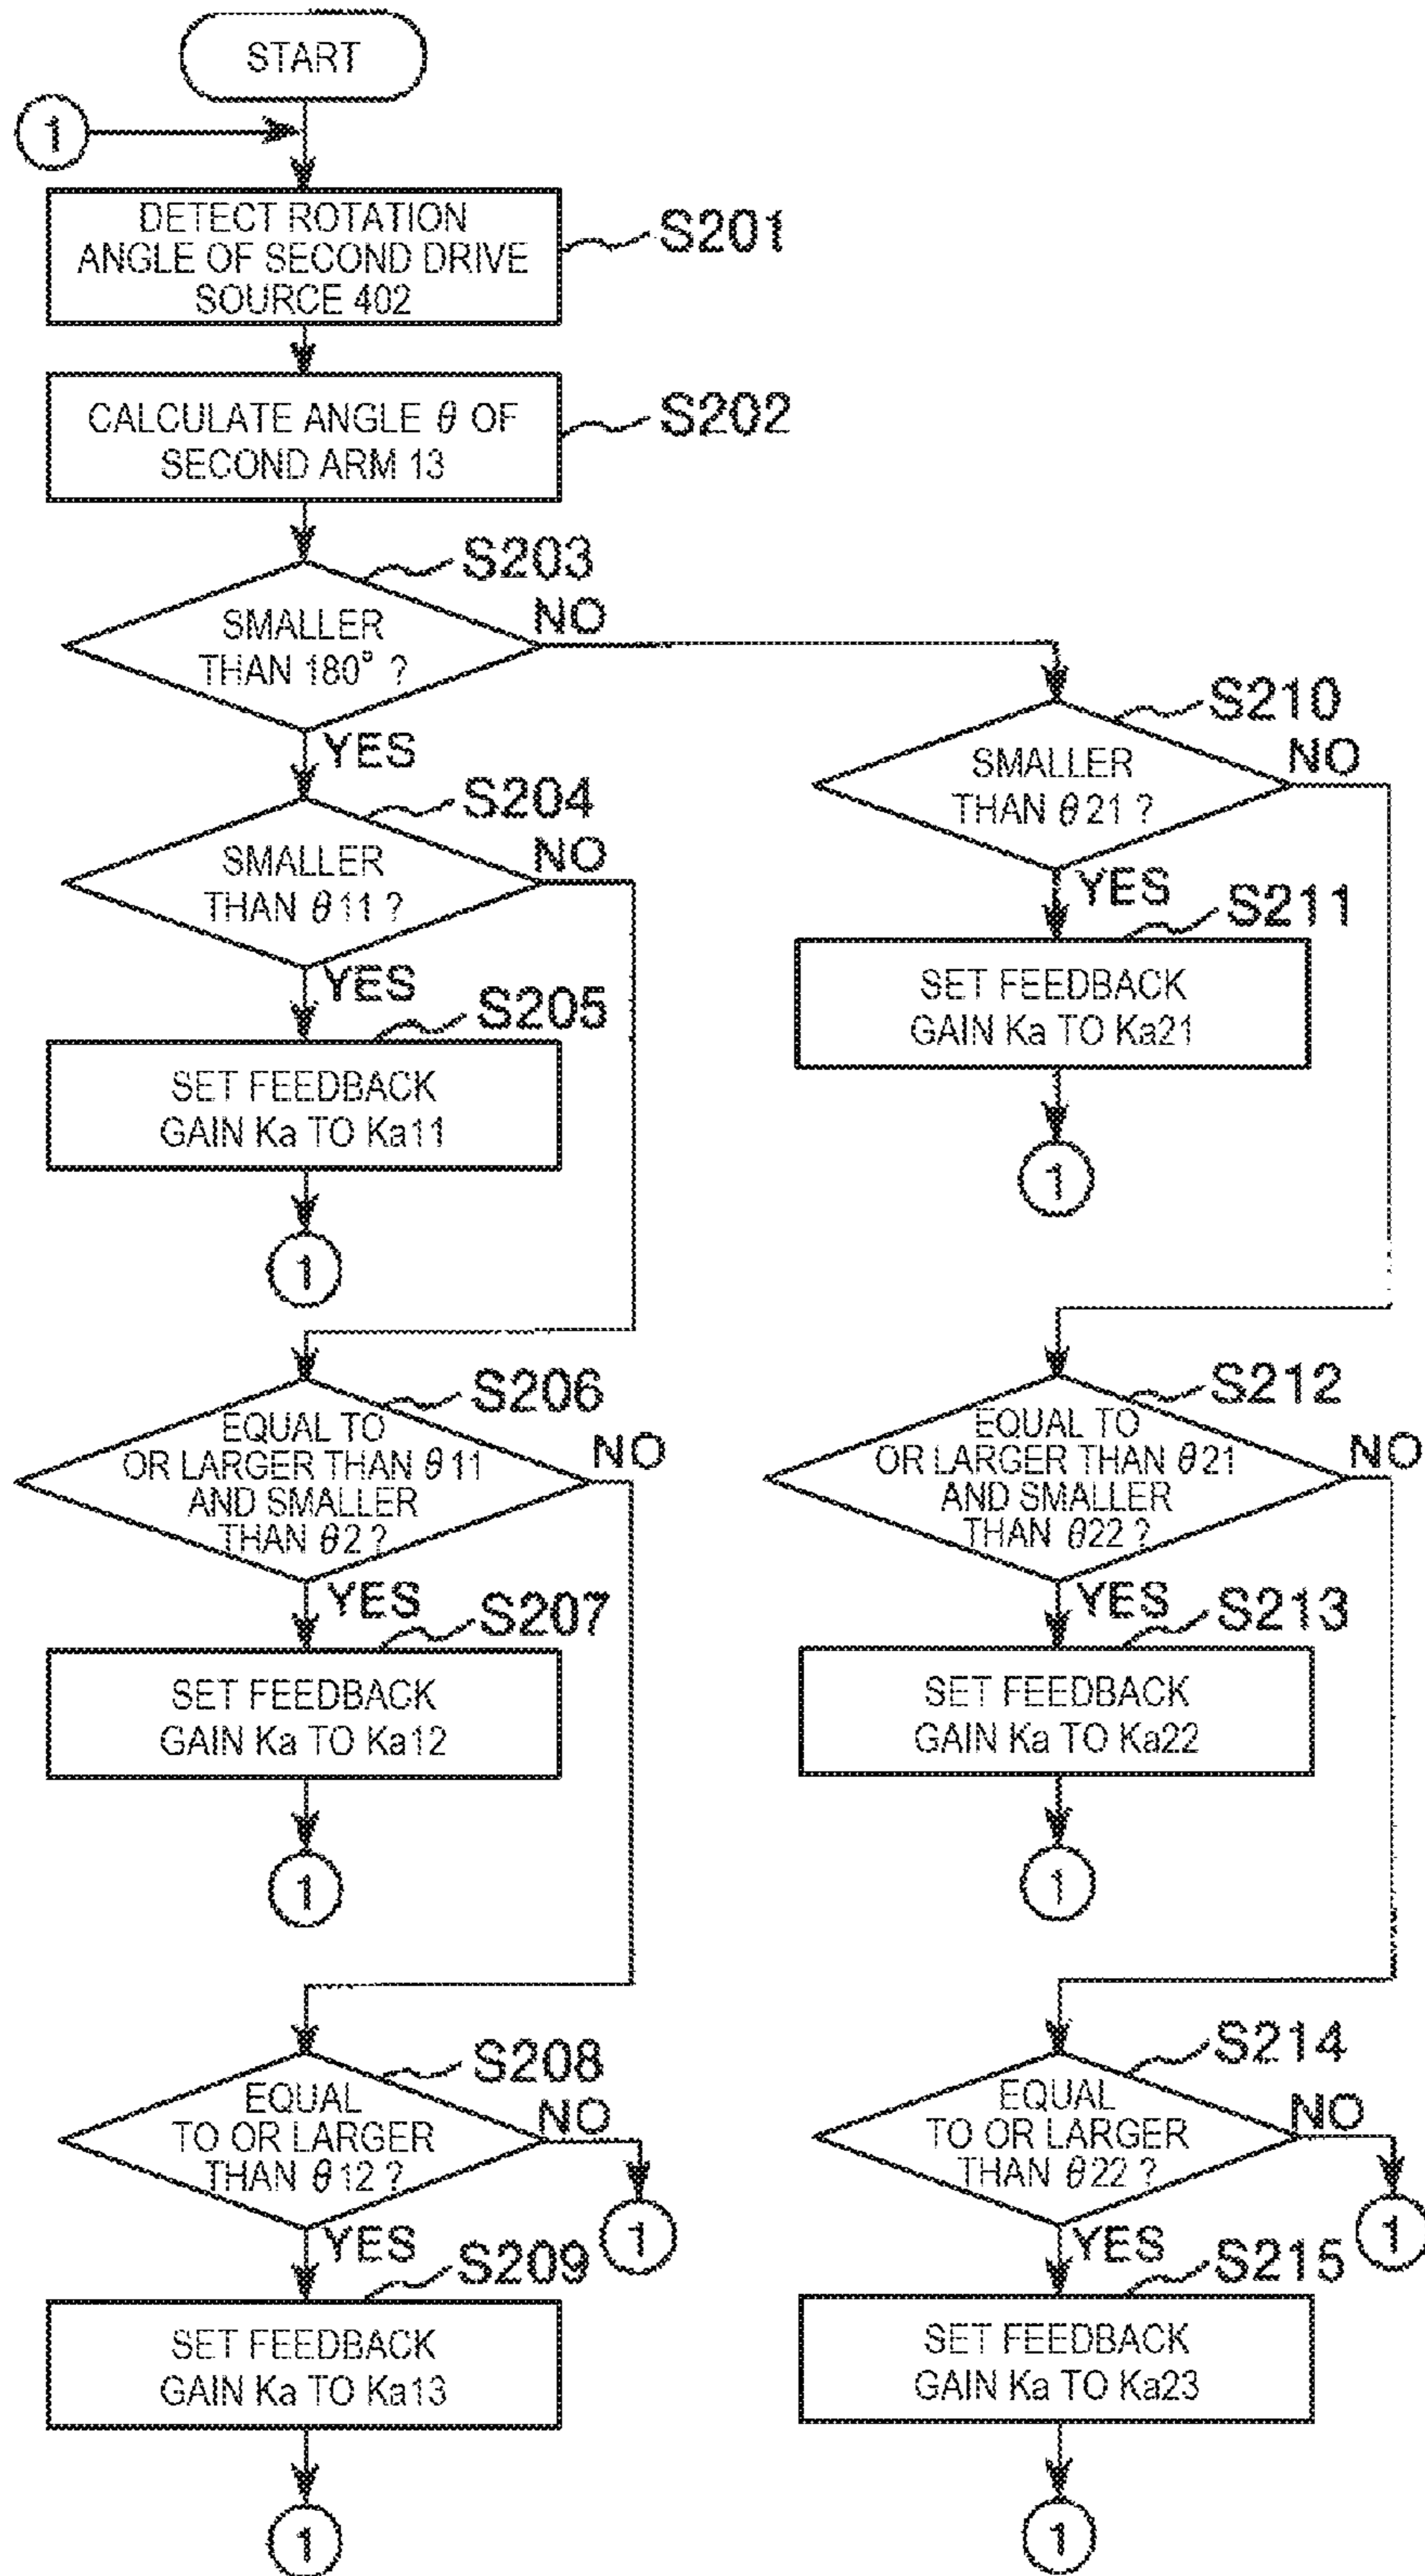 START
1
DETECT ROTATION
ANGLE OF SECOND DRIVE
SOURCE 402
S201
CALCULATE ANGLE θ OF
SECOND ARM 13
S202
S203
SMALLER
THAN 180° ?
NO
YES
S204
SMALLER
THAN θ11 ?
NO
YES
S205
SET FEEDBACK
GAIN Ka TO Ka11
1
S206
EQUAL TO
OR LARGER THAN θ11
AND SMALLER
THAN θ2 ?
NO
YES
S207
SET FEEDBACK
GAIN Ka TO Ka12
1
S208
EQUAL
TO OR LARGER
THAN θ12 ?
NO
1
YES
S209
SET FEEDBACK
GAIN Ka TO Ka13
1
S210
SMALLER
THAN θ21 ?
NO
YES
S211
SET FEEDBACK
GAIN Ka TO Ka21
1
S212
EQUAL TO
OR LARGER THAN θ21
AND SMALLER
THAN θ22 ?
NO
YES
S213
SET FEEDBACK
GAIN Ka TO Ka22
1
S214
EQUAL
TO OR LARGER
THAN θ22 ?
NO
1
YES
S215
SET FEEDBACK
GAIN Ka TO Ka23
1